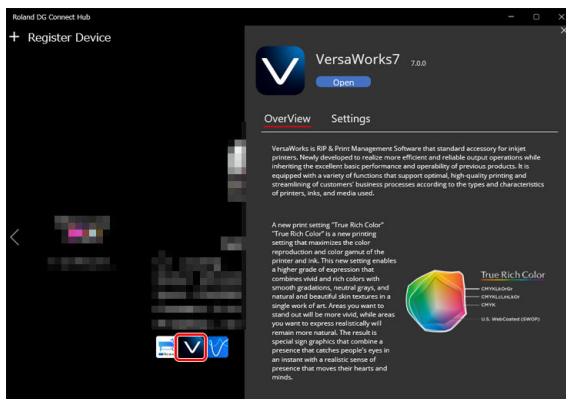 Roland DG Connect Hub
+ Register Device
VersaWorks7 7.0.0
Open
OverView Settings
VersaWorks is RIP & Print Management Software that standard accessory for inkjet
printers. Newly developed to realize more efficient and reliable output operations while
inheriting the excellent basic performance and operability of previous products. It is
equipped with a variety of functions that support optimal, high-quality printing and
streamlining of customers' business processes according to the types and characteristics
of printers, inks, and media used.
A new print setting "True Rich Color"
"True Rich Color" is a new printing
setting that maximizes the color
reproduction and color gamut of the
printer and ink. This new setting enables
a higher grade of expression that
combines vivid and rich colors with
smooth gradations, neutral grays, and
natural and beautiful skin textures in a
single work of art. Areas you want to
stand out will be more vivid, while areas
you want to express realistically will
remain more natural. The result is
special sign graphics that combine a
presence that catches people's eyes in
an instant with a realistic sense of
presence that moves their hearts and
minds.
True Rich Color
CMYKLkOrGr
CMYKLcLmLkOr
CMYK
U.S. WebCoated (SWOP)